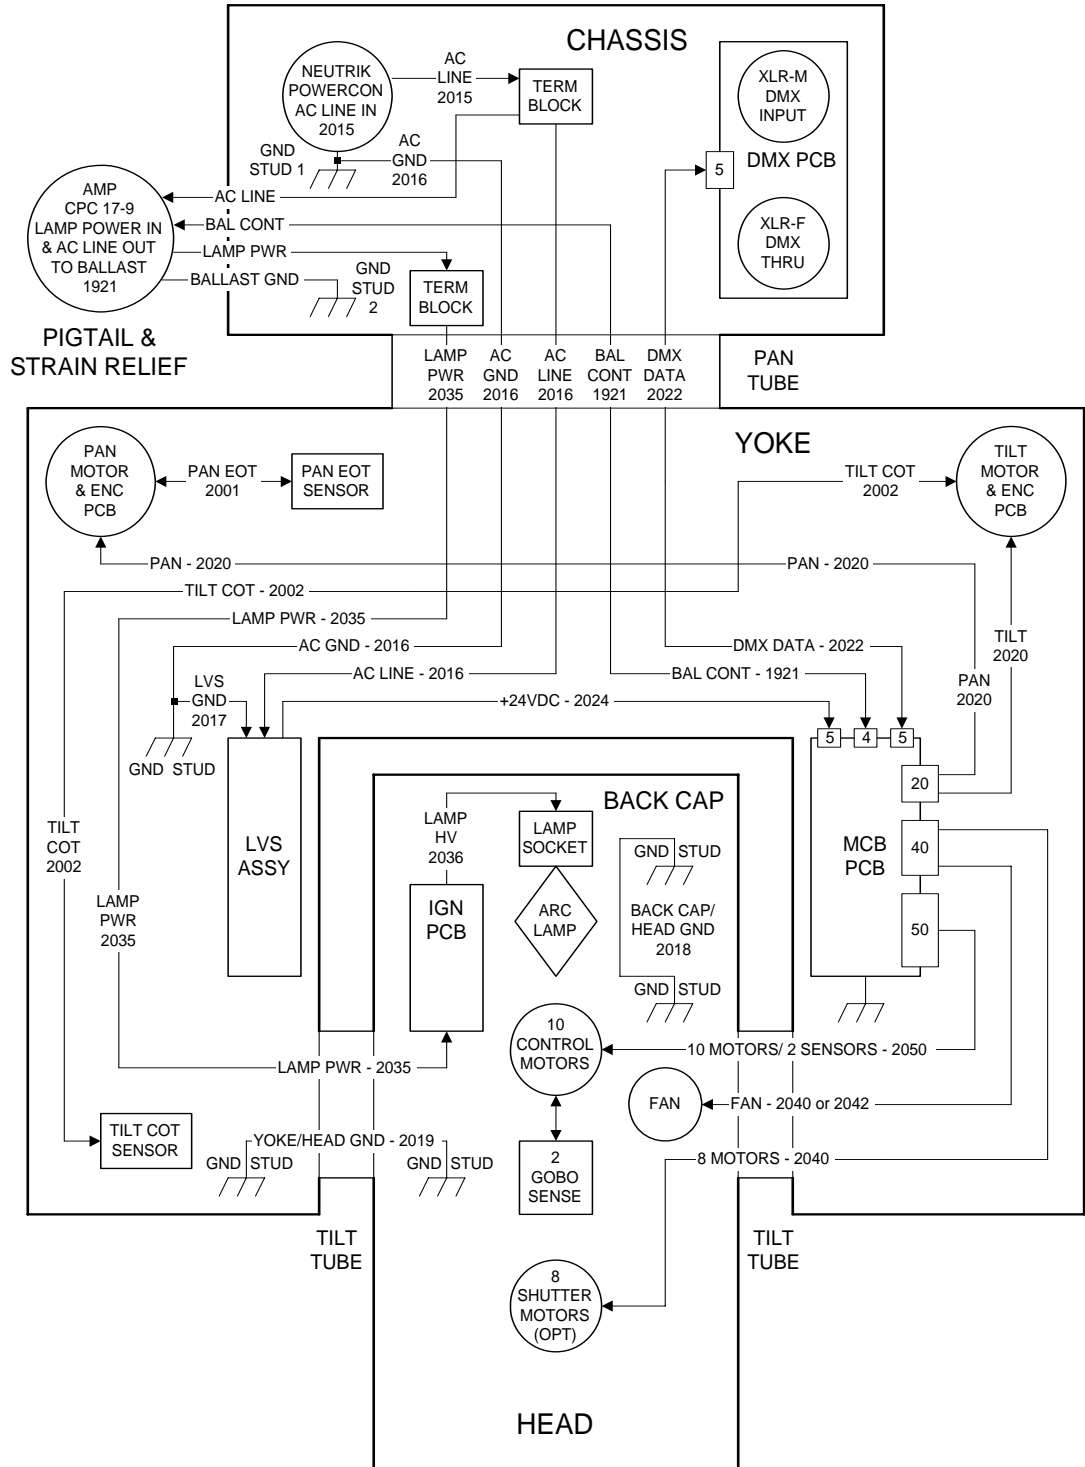 CHASSIS
NEUTRIK
POWERCON
AC LINE IN
2015
AC
LINE
2015
TERM
BLOCK
XLR-M
DMX
INPUT
DMX PCB
5
XLR-F
DMX
THRU
GND
STUD 1
AC
GND
2016
AMP
CPC 17-9
LAMP POWER IN
& AC LINE OUT
TO BALLAST
1921
AC LINE
BAL CONT
LAMP PWR
BALLAST GND
GND
STUD
2
TERM
BLOCK
PIGTAIL &
STRAIN RELIEF
LAMP
PWR
2035
AC
GND
2016
AC
LINE
2016
BAL
CONT
1921
DMX
DATA
2022
PAN
TUBE
YOKE
PAN
MOTOR
& ENC
PCB
PAN EOT
2001
PAN EOT
SENSOR
TILT COT
2002
TILT
MOTOR
& ENC
PCB
PAN - 2020
PAN - 2020
TILT COT - 2002
LAMP PWR - 2035
AC GND - 2016
DMX DATA - 2022
TILT
2020
AC LINE - 2016
BAL CONT - 1921
PAN
2020
LVS
GND
2017
+24VDC - 2024
GND STUD
5
4
5
20
40
50
MCB
PCB
LVS
ASSY
TILT
COT
2002
LAMP
PWR
2035
BACK CAP
LAMP
HV
2036
LAMP
SOCKET
GND STUD
IGN
PCB
ARC
LAMP
BACK CAP/
HEAD GND
2018
GND STUD
10
CONTROL
MOTORS
10 MOTORS/ 2 SENSORS - 2050
LAMP PWR - 2035
FAN
FAN - 2040 or 2042
TILT COT
SENSOR
YOKE/HEAD GND - 2019
GND STUD
GND STUD
2
GOBO
SENSE
8 MOTORS - 2040
TILT
TUBE
TILT
TUBE
8
SHUTTER
MOTORS
(OPT)
HEAD